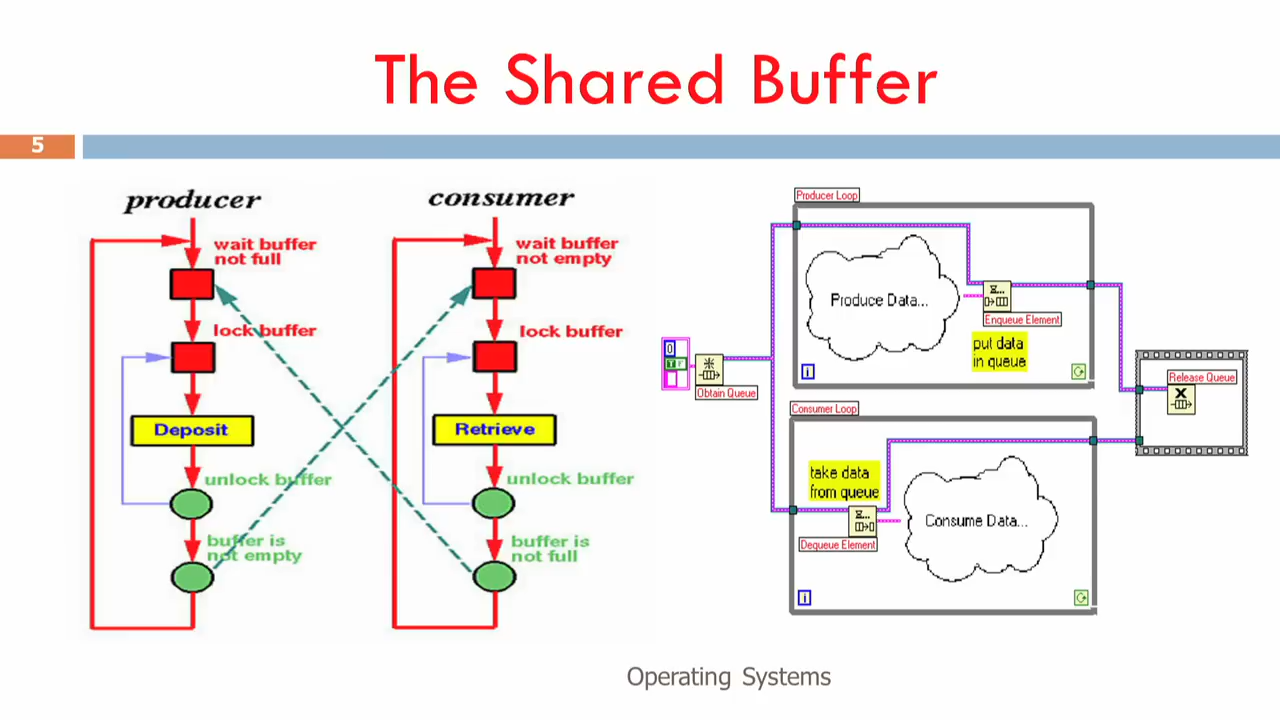 The Shared Buffer
5
producer
wait buffer
not full
lock buffer
Deposit
unlock buffer
buffer is
not empty
consumer
wait buffer
not empty
lock buffer
Retrieve
unlock buffer
buffer is
not full
Producer Loop
Produce Data...
Enqueue Element
put data
in queue
i
0
Obtain Queue
Release Queue
Consumer Loop
take data
from queue
Consume Data...
Dequeue Element
i
Operating Systems